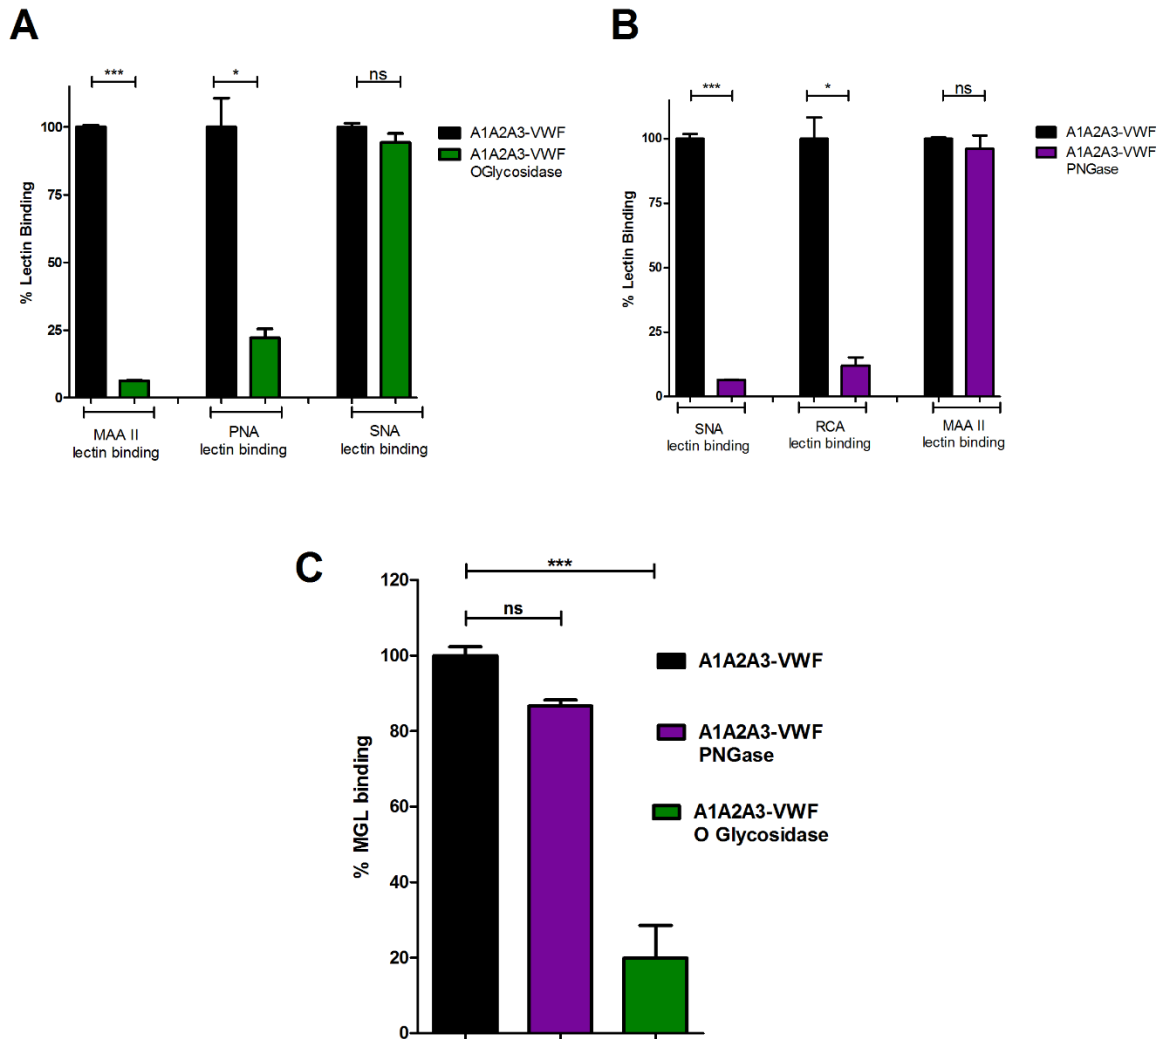 A
***
*
ns
% Lectin Binding
100
75
50
25
0
A1A2A3-VWF
A1A2A3-VWF
OGlycosidase
MAA II
lectin binding
PNA
lectin binding
SNA
lectin binding
B
***
*
ns
% Lectin Binding
100
75
50
25
0
A1A2A3-VWF
A1A2A3-VWF
PNGase
SNA
lectin binding
RCA
lectin binding
MAA II
lectin binding
C
***
ns
% MGL binding
120
100
80
60
40
20
0
A1A2A3-VWF
A1A2A3-VWF
PNGase
A1A2A3-VWF
O Glycosidase